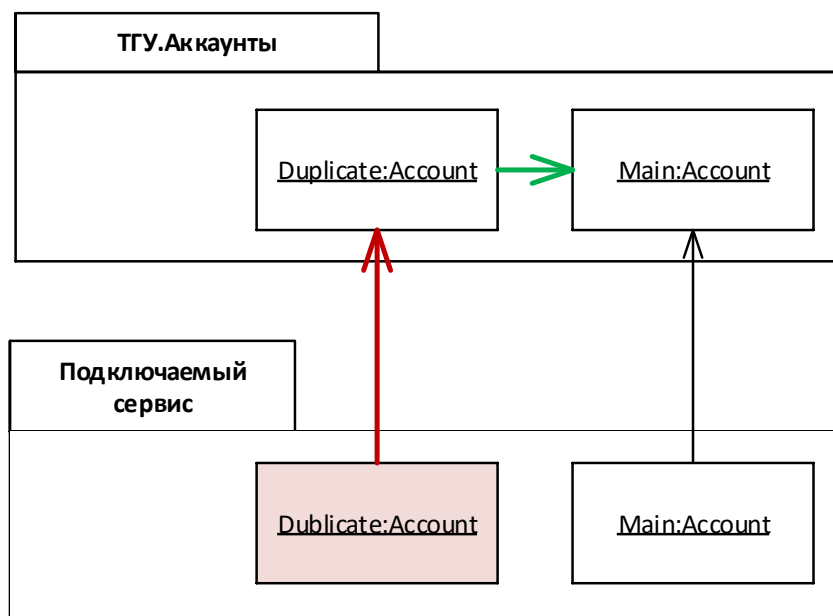 ТГУ.Аккаунты
Duplicate:Account
Main:Account
Подключаемый
сервис
Dublicate:Account
Main:Account